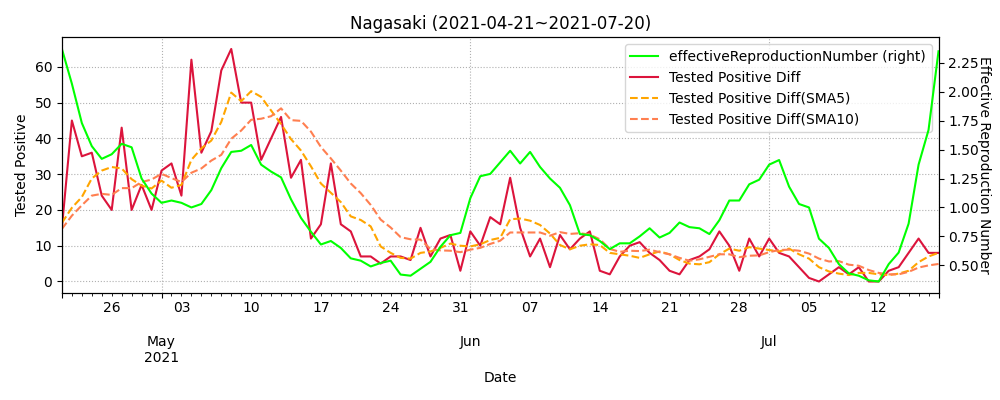 Nagasaki (2021-04-21~2021-07-20)
effectiveReproductionNumber (right)
Tested Positive Diff
Tested Positive Diff(SMA5)
Tested Positive Diff(SMA10)
Tested Positive
60
50
40
30
20
10
0
2.25
2.00
1.75
1.50
1.25
1.00
0.75
0.50
Effective Reproduction Number
26 03 10 17 24 31 07 14 21 28 05 12
May Jun Jul
2021
Date